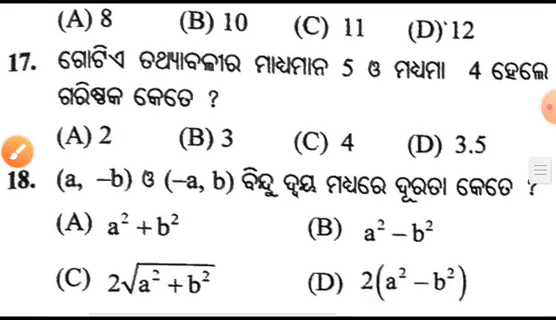 (A) 8 (B) 10 (C) 11 (D) 12
17. ଗୋଟିଏ ତଥ୍ୟାବଳୀର ମାଧ୍ୟମାନ 5 ଓ ମଧ୍ୟମା 4 ହେଲେ
ଗରିଷ୍ଠକ କେତେ ?
(A) 2 (B) 3 (C) 4 (D) 3.5
18. (a, –b) ଓ (–a, b) ବିନ୍ଦୁ ଦ୍ୱୟ ମଧ୍ୟରେ ଦୂରତା କେତେ ?
(A) a² + b² (B) a² – b²
(C) 2√(a² + b²) (D) 2(a² – b²)